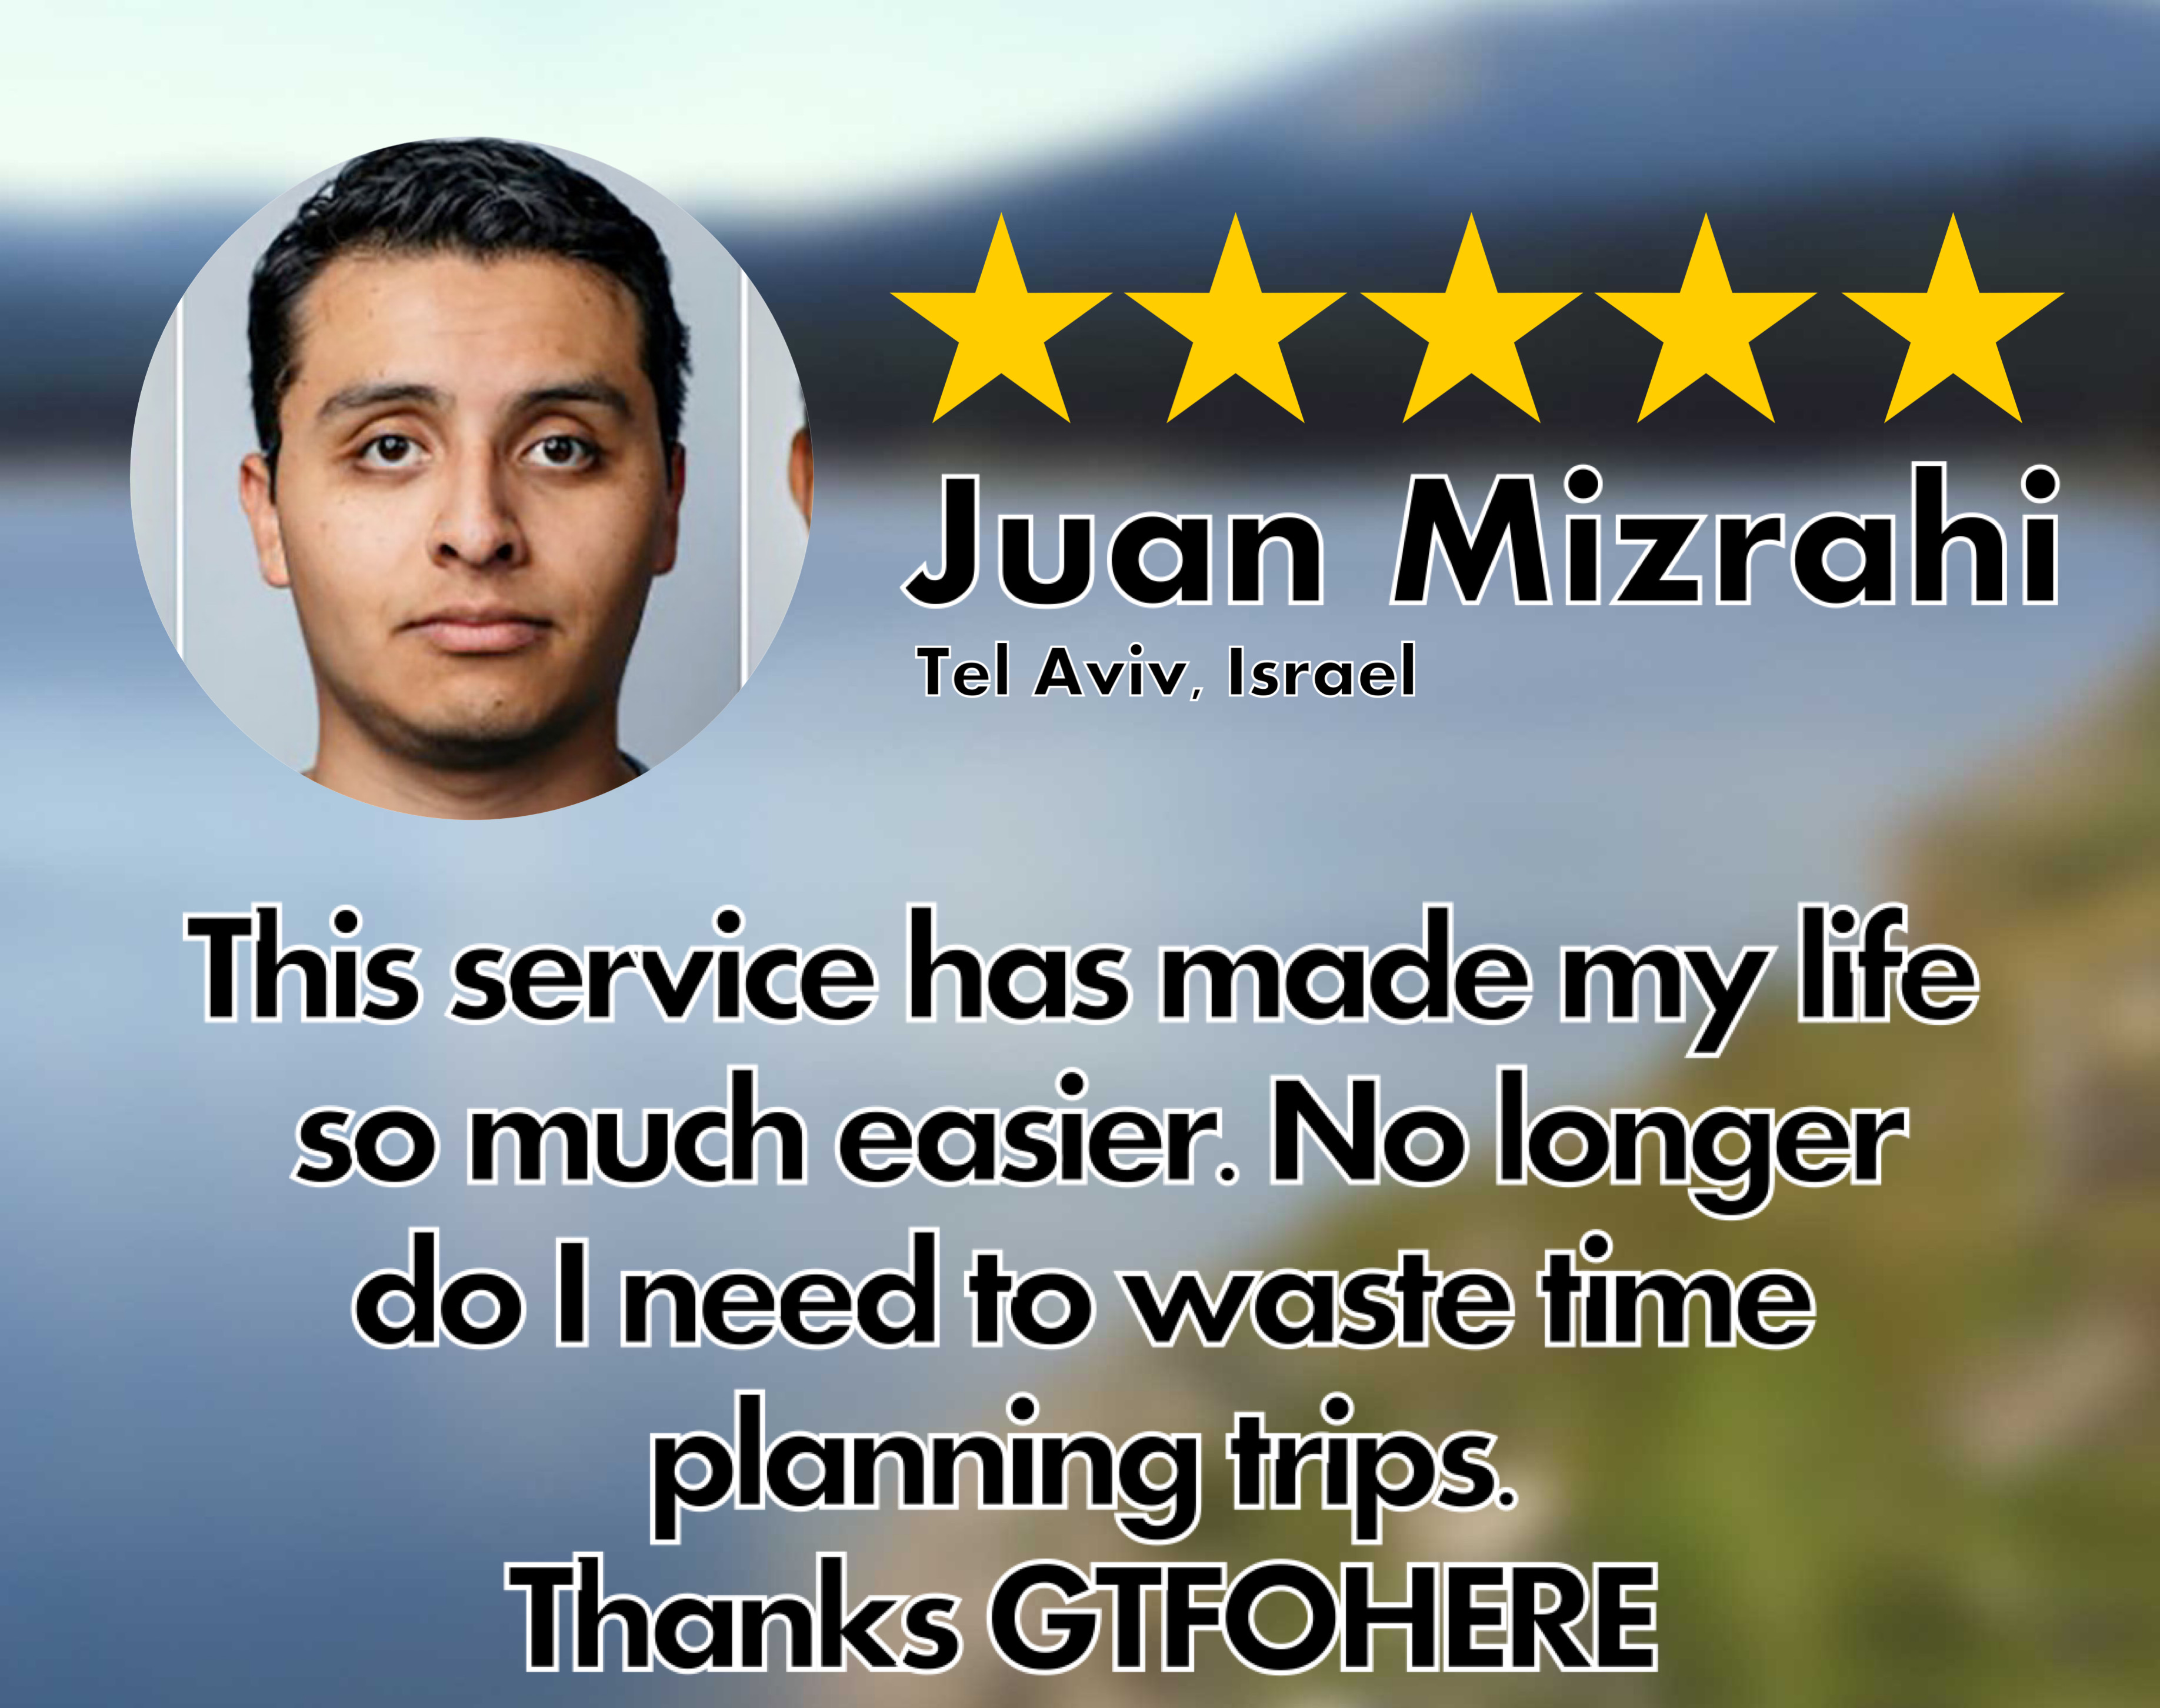 Juan Mizrahi
Tel Aviv, Israel
This service has made my life
so much easier. No longer
do I need to waste time
planning trips.
Thanks GTFOHERE